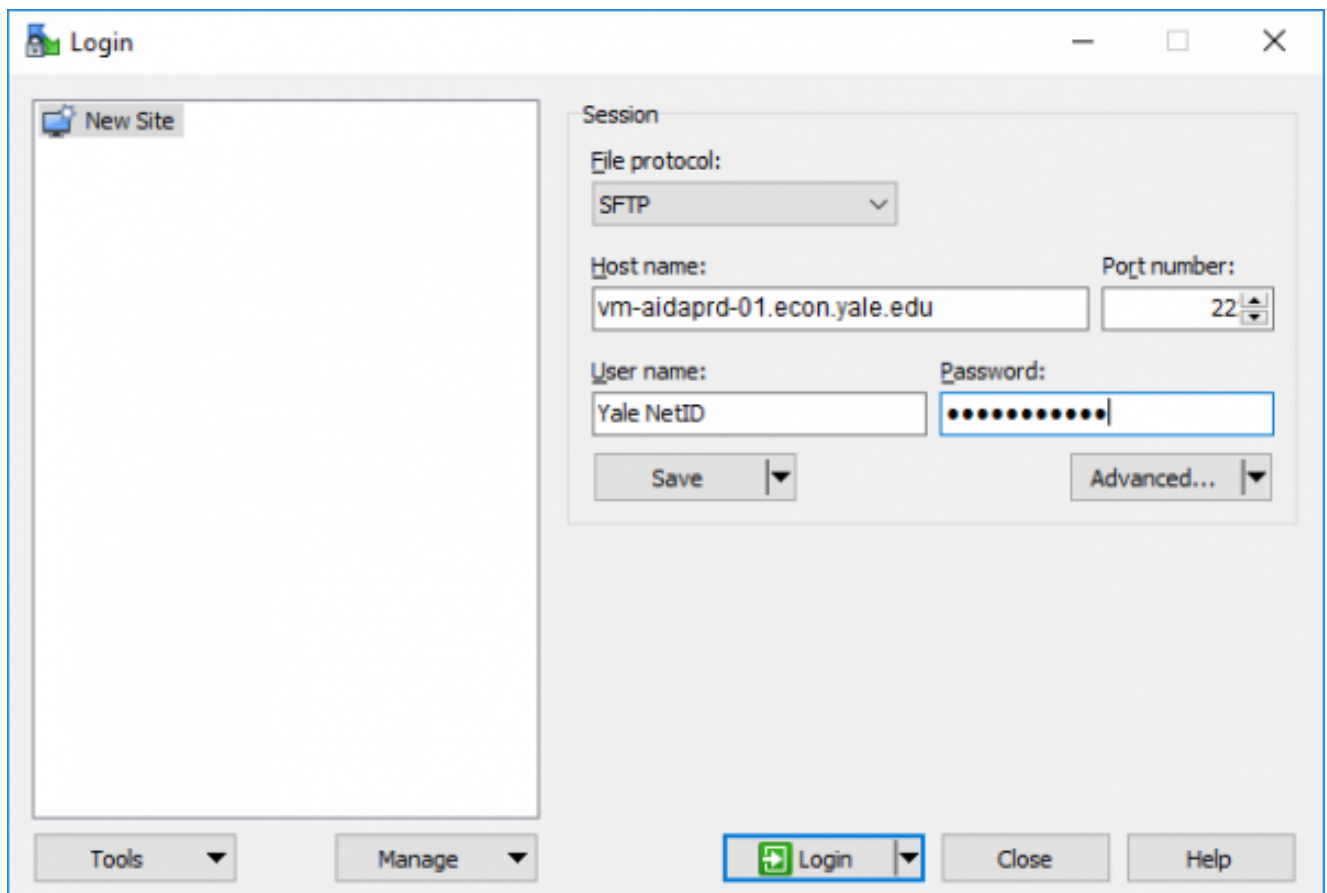 Login
New Site
Session
File protocol:
SFTP
Host name: Port number:
vm-aidaprd-01.econ.yale.edu 22
User name: Password:
Yale NetID •••••••••••
Save Advanced...
Tools Manage Login Close Help